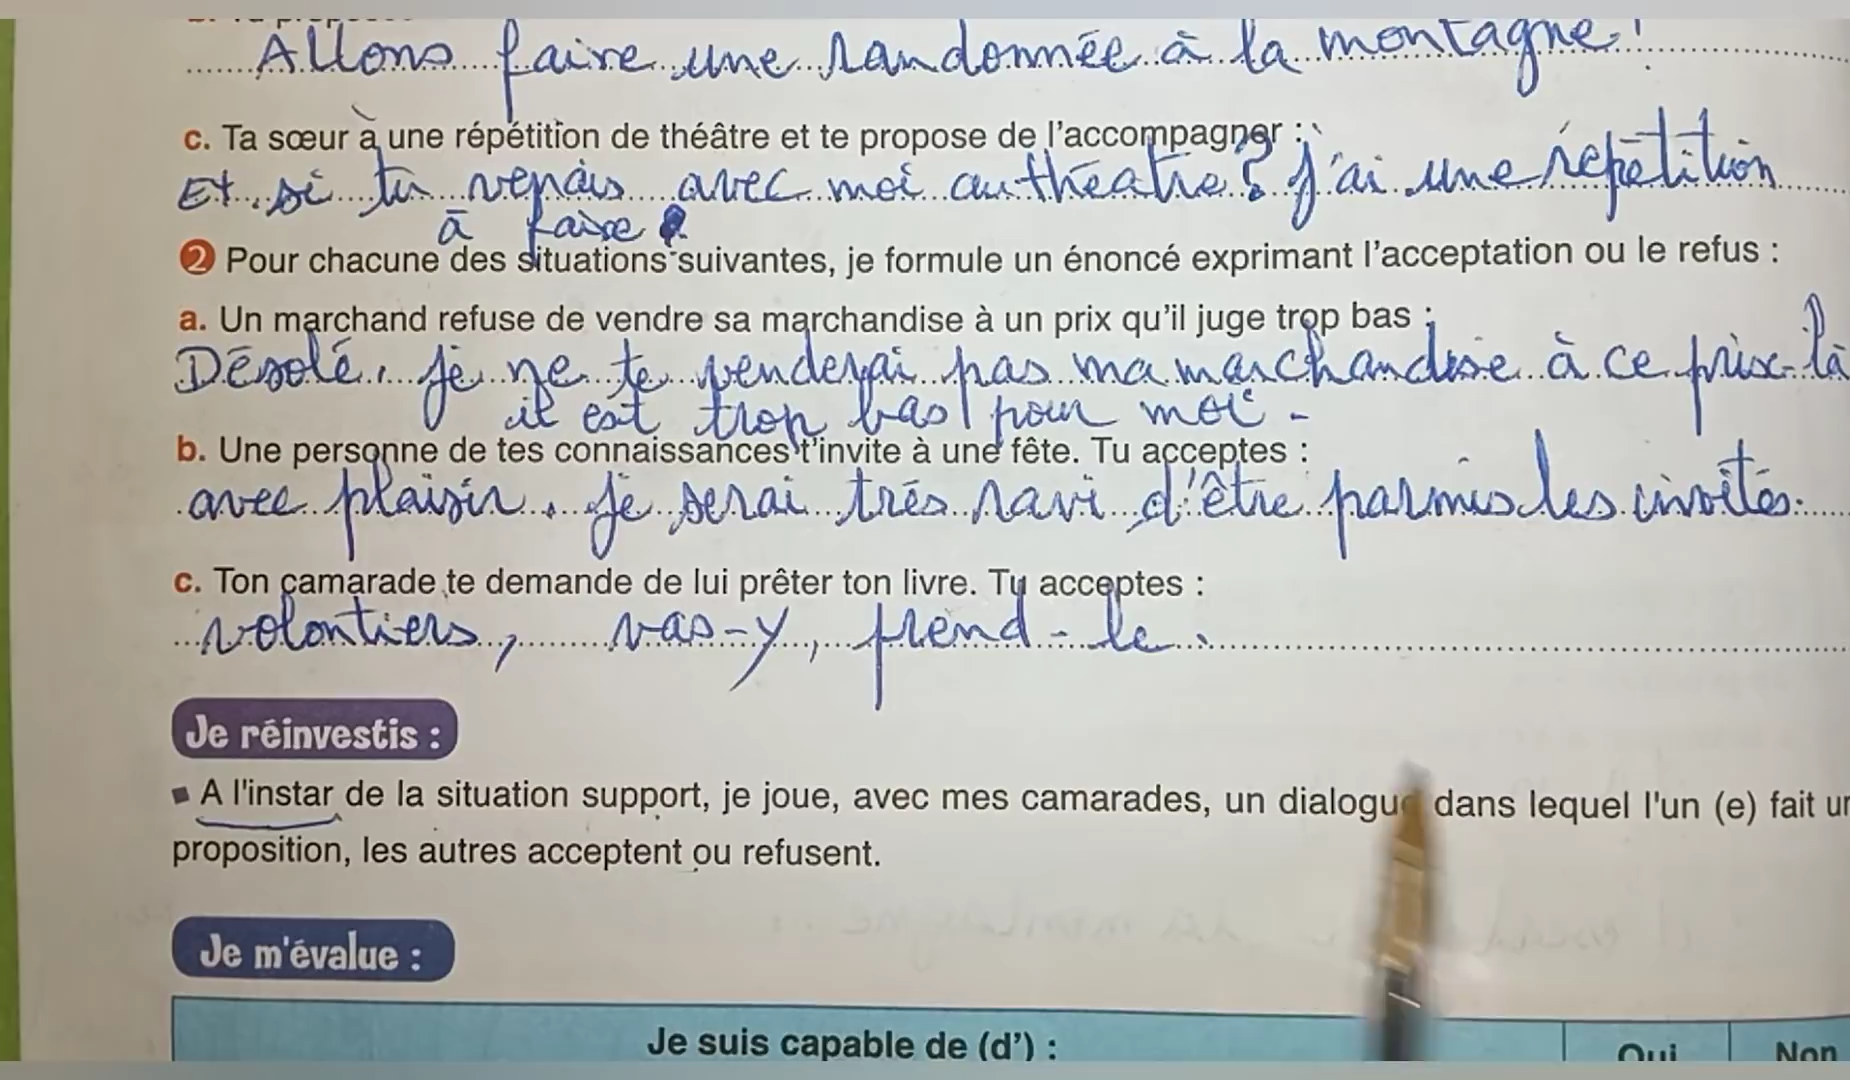 Allons faire une randonnée à la montagne !
c. Ta sœur à une répétition de théâtre et te propose de l'accompagner :
Et si tu venais avec moi au théatre ? J'ai une répétition
à faire.
2 Pour chacune des situations suivantes, je formule un énoncé exprimant l'acceptation ou le refus :
a. Un marchand refuse de vendre sa marchandise à un prix qu'il juge trop bas :
Désolé, je ne te venderai pas ma marchandise à ce prix-là
il est trop bas pour moi -
b. Une personne de tes connaissances t'invite à une fête. Tu acceptes :
avec plaisir. je serai très ravi d'être parmis les invités.
c. Ton camarade te demande de lui prêter ton livre. Tu acceptes :
volontiers, vas-y, prend-le.
Je réinvestis :
A l'instar de la situation support, je joue, avec mes camarades, un dialogue dans lequel l'un (e) fait
proposition, les autres acceptent ou refusent.
Je m'évalue :
Je suis capable de (d') :
Oui
Non